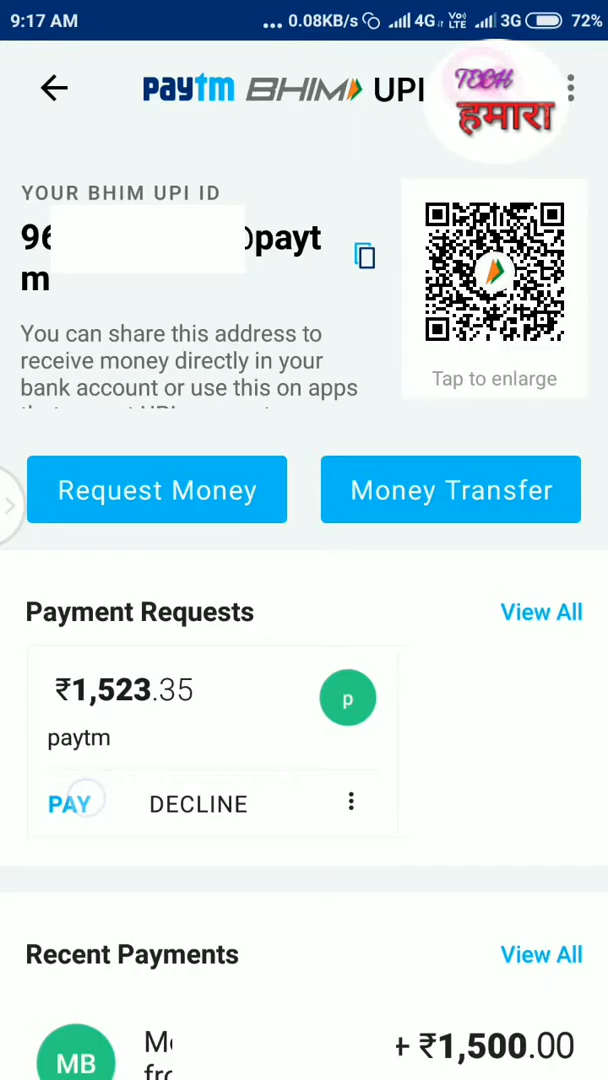 9:17 AM ... 0.08KB/s 4G Vo) LTE 3G 72%
paytm BHIM UPI
TECH
हमारा
YOUR BHIM UPI ID
@payt
m
You can share this address to
receive money directly in your
bank account or use this on apps
Tap to enlarge
Request Money Money Transfer
Payment Requests View All
₹1,523.35
p
paytm
PAY DECLINE
Recent Payments View All
+ ₹1,500.00
MB